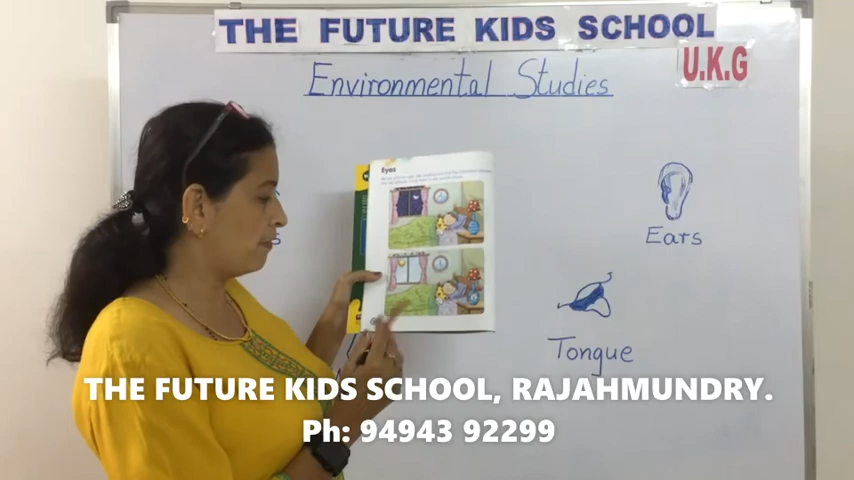 THE FUTURE KIDS SCHOOL
U.K.G
Environmental Studies
Eyes
Ears
Tongue
THE FUTURE KIDS SCHOOL, RAJAHMUNDRY.
Ph: 94943 92299